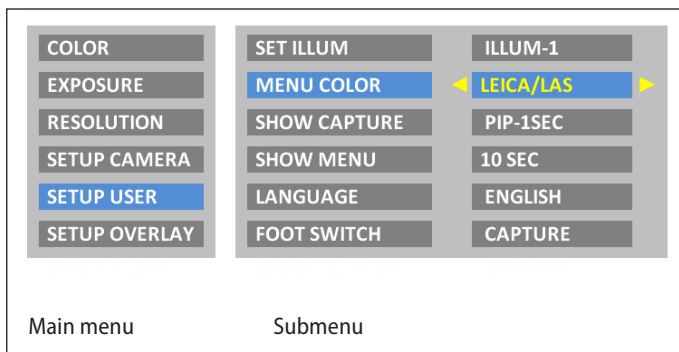 COLOR
EXPOSURE
RESOLUTION
SETUP CAMERA
SETUP USER
SETUP OVERLAY
SET ILLUM ILLUM-1
MENU COLOR LEICA/LAS
SHOW CAPTURE PIP-1SEC
SHOW MENU 10 SEC
LANGUAGE ENGLISH
FOOT SWITCH CAPTURE
Main menu
Submenu